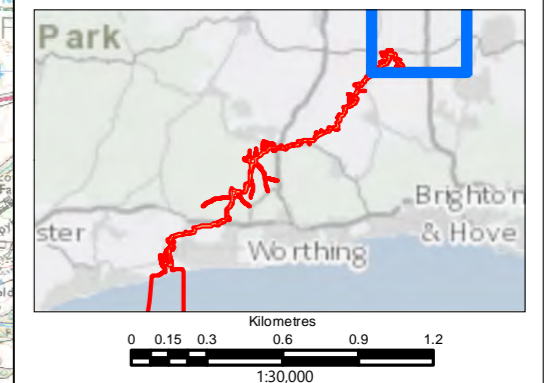 Park
Brighton
& Hove
ster
Worthing
Kilometres
0 0.15 0.3 0.6 0.9 1.2
1:30,000